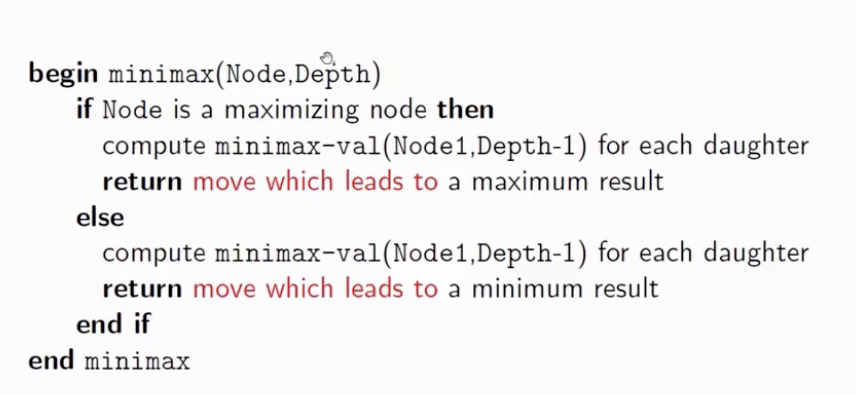 begin minimax(Node,Depth)
if Node is a maximizing node then
compute minimax-val(Node1,Depth-1) for each daughter
return move which leads to a maximum result
else
compute minimax-val(Node1,Depth-1) for each daughter
return move which leads to a minimum result
end if
end minimax